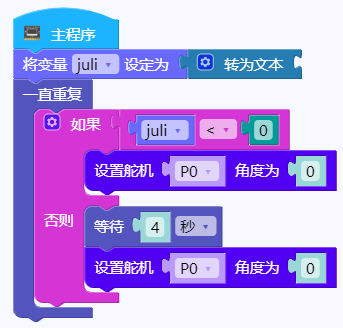 主程序
将变量 juli 设定为 转为文本
一直重复
如果 juli < 0
设置舵机 P0 角度为 0
否则 等待 4 秒
设置舵机 P0 角度为 0